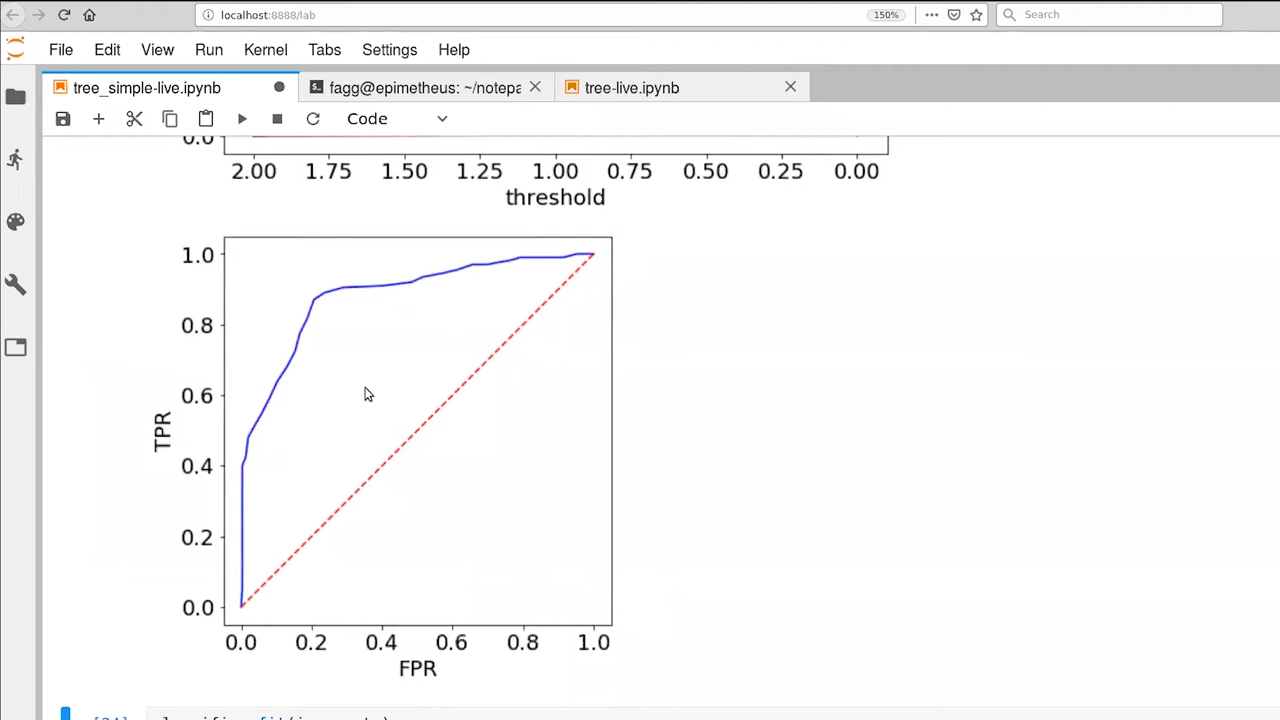 localhost:8888/lab
150%
Search
File Edit View Run Kernel Tabs Settings Help
tree_simple-live.ipynb
fagg@epimetheus: ~/notepa
tree-live.ipynb
Code
0.0
2.00 1.75 1.50 1.25 1.00 0.75 0.50 0.25 0.00
threshold
1.0
0.8
0.6
0.4
0.2
0.0
TPR
0.0 0.2 0.4 0.6 0.8 1.0
FPR